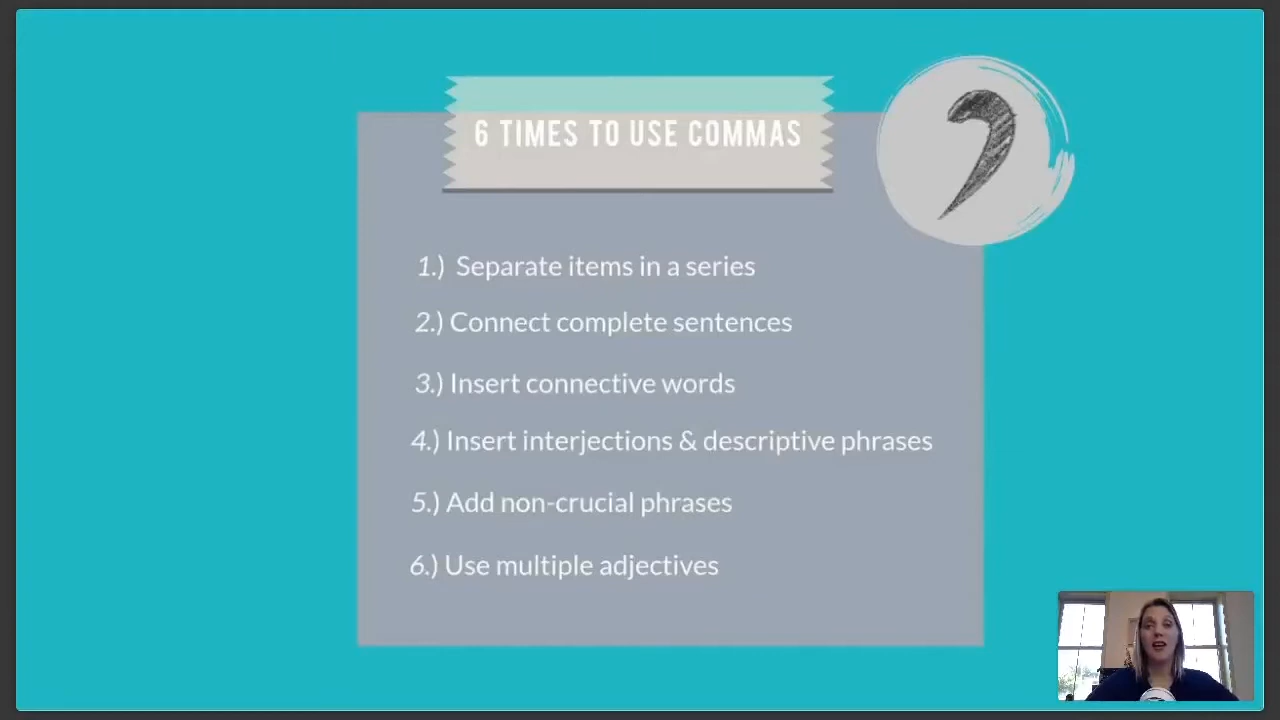 6 TIMES TO USE COMMAS
1.) Separate items in a series
2.) Connect complete sentences
3.) Insert connective words
4.) Insert interjections & descriptive phrases
5.) Add non-crucial phrases
6.) Use multiple adjectives